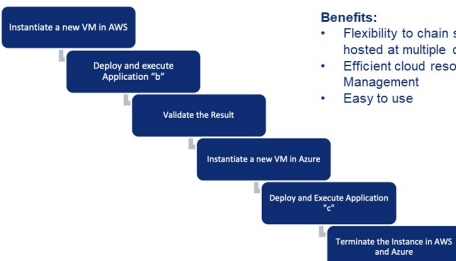 Instantiate a new VM in AWS
Deploy and execute
Application "b"
Validate the Result
Instantiate a new VM in Azure
Deploy and Execute Application
"c"
Terminate the Instance in AWS
and Azure
Benefits:
• Flexibility to chain
hosted at multiple
• Efficient cloud
Management
• Easy to use